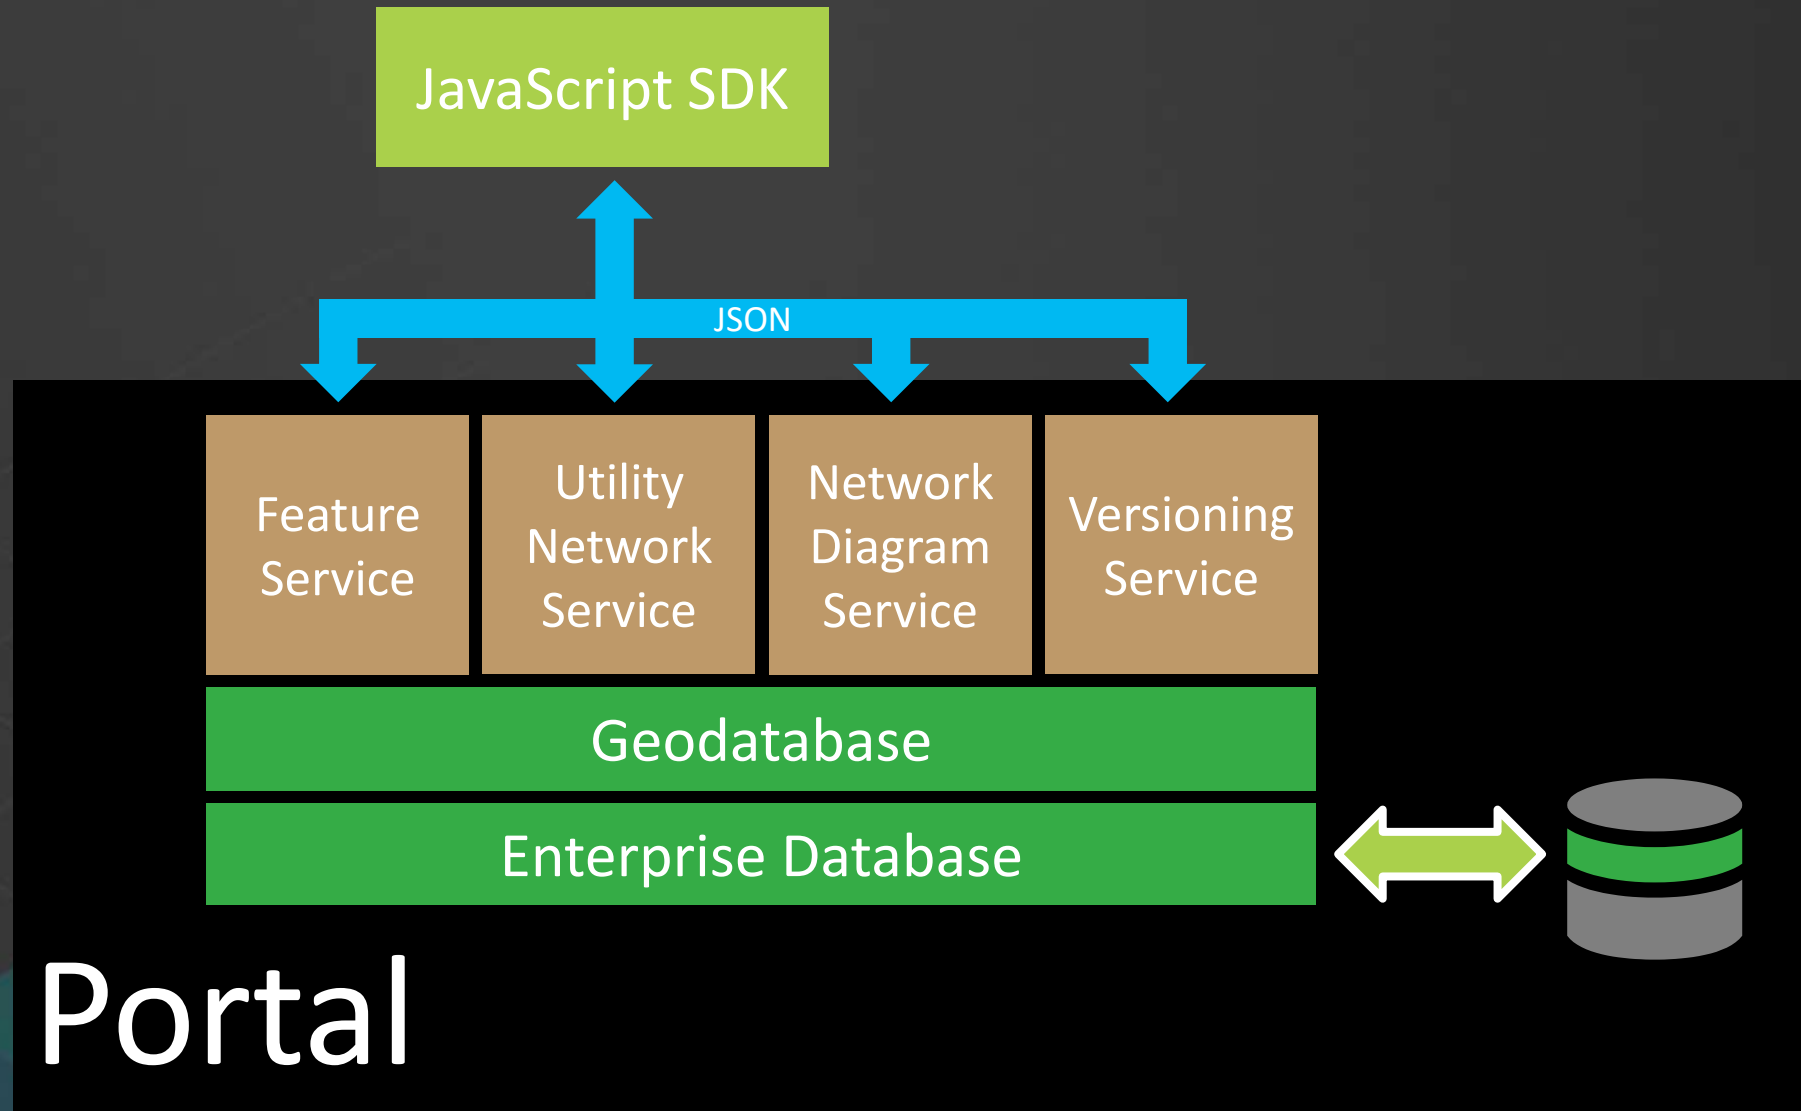 JavaScript SDK
JSON
Feature
Service
Utility
Network
Service
Network
Diagram
Service
Versioning
Service
Geodatabase
Enterprise Database
Portal